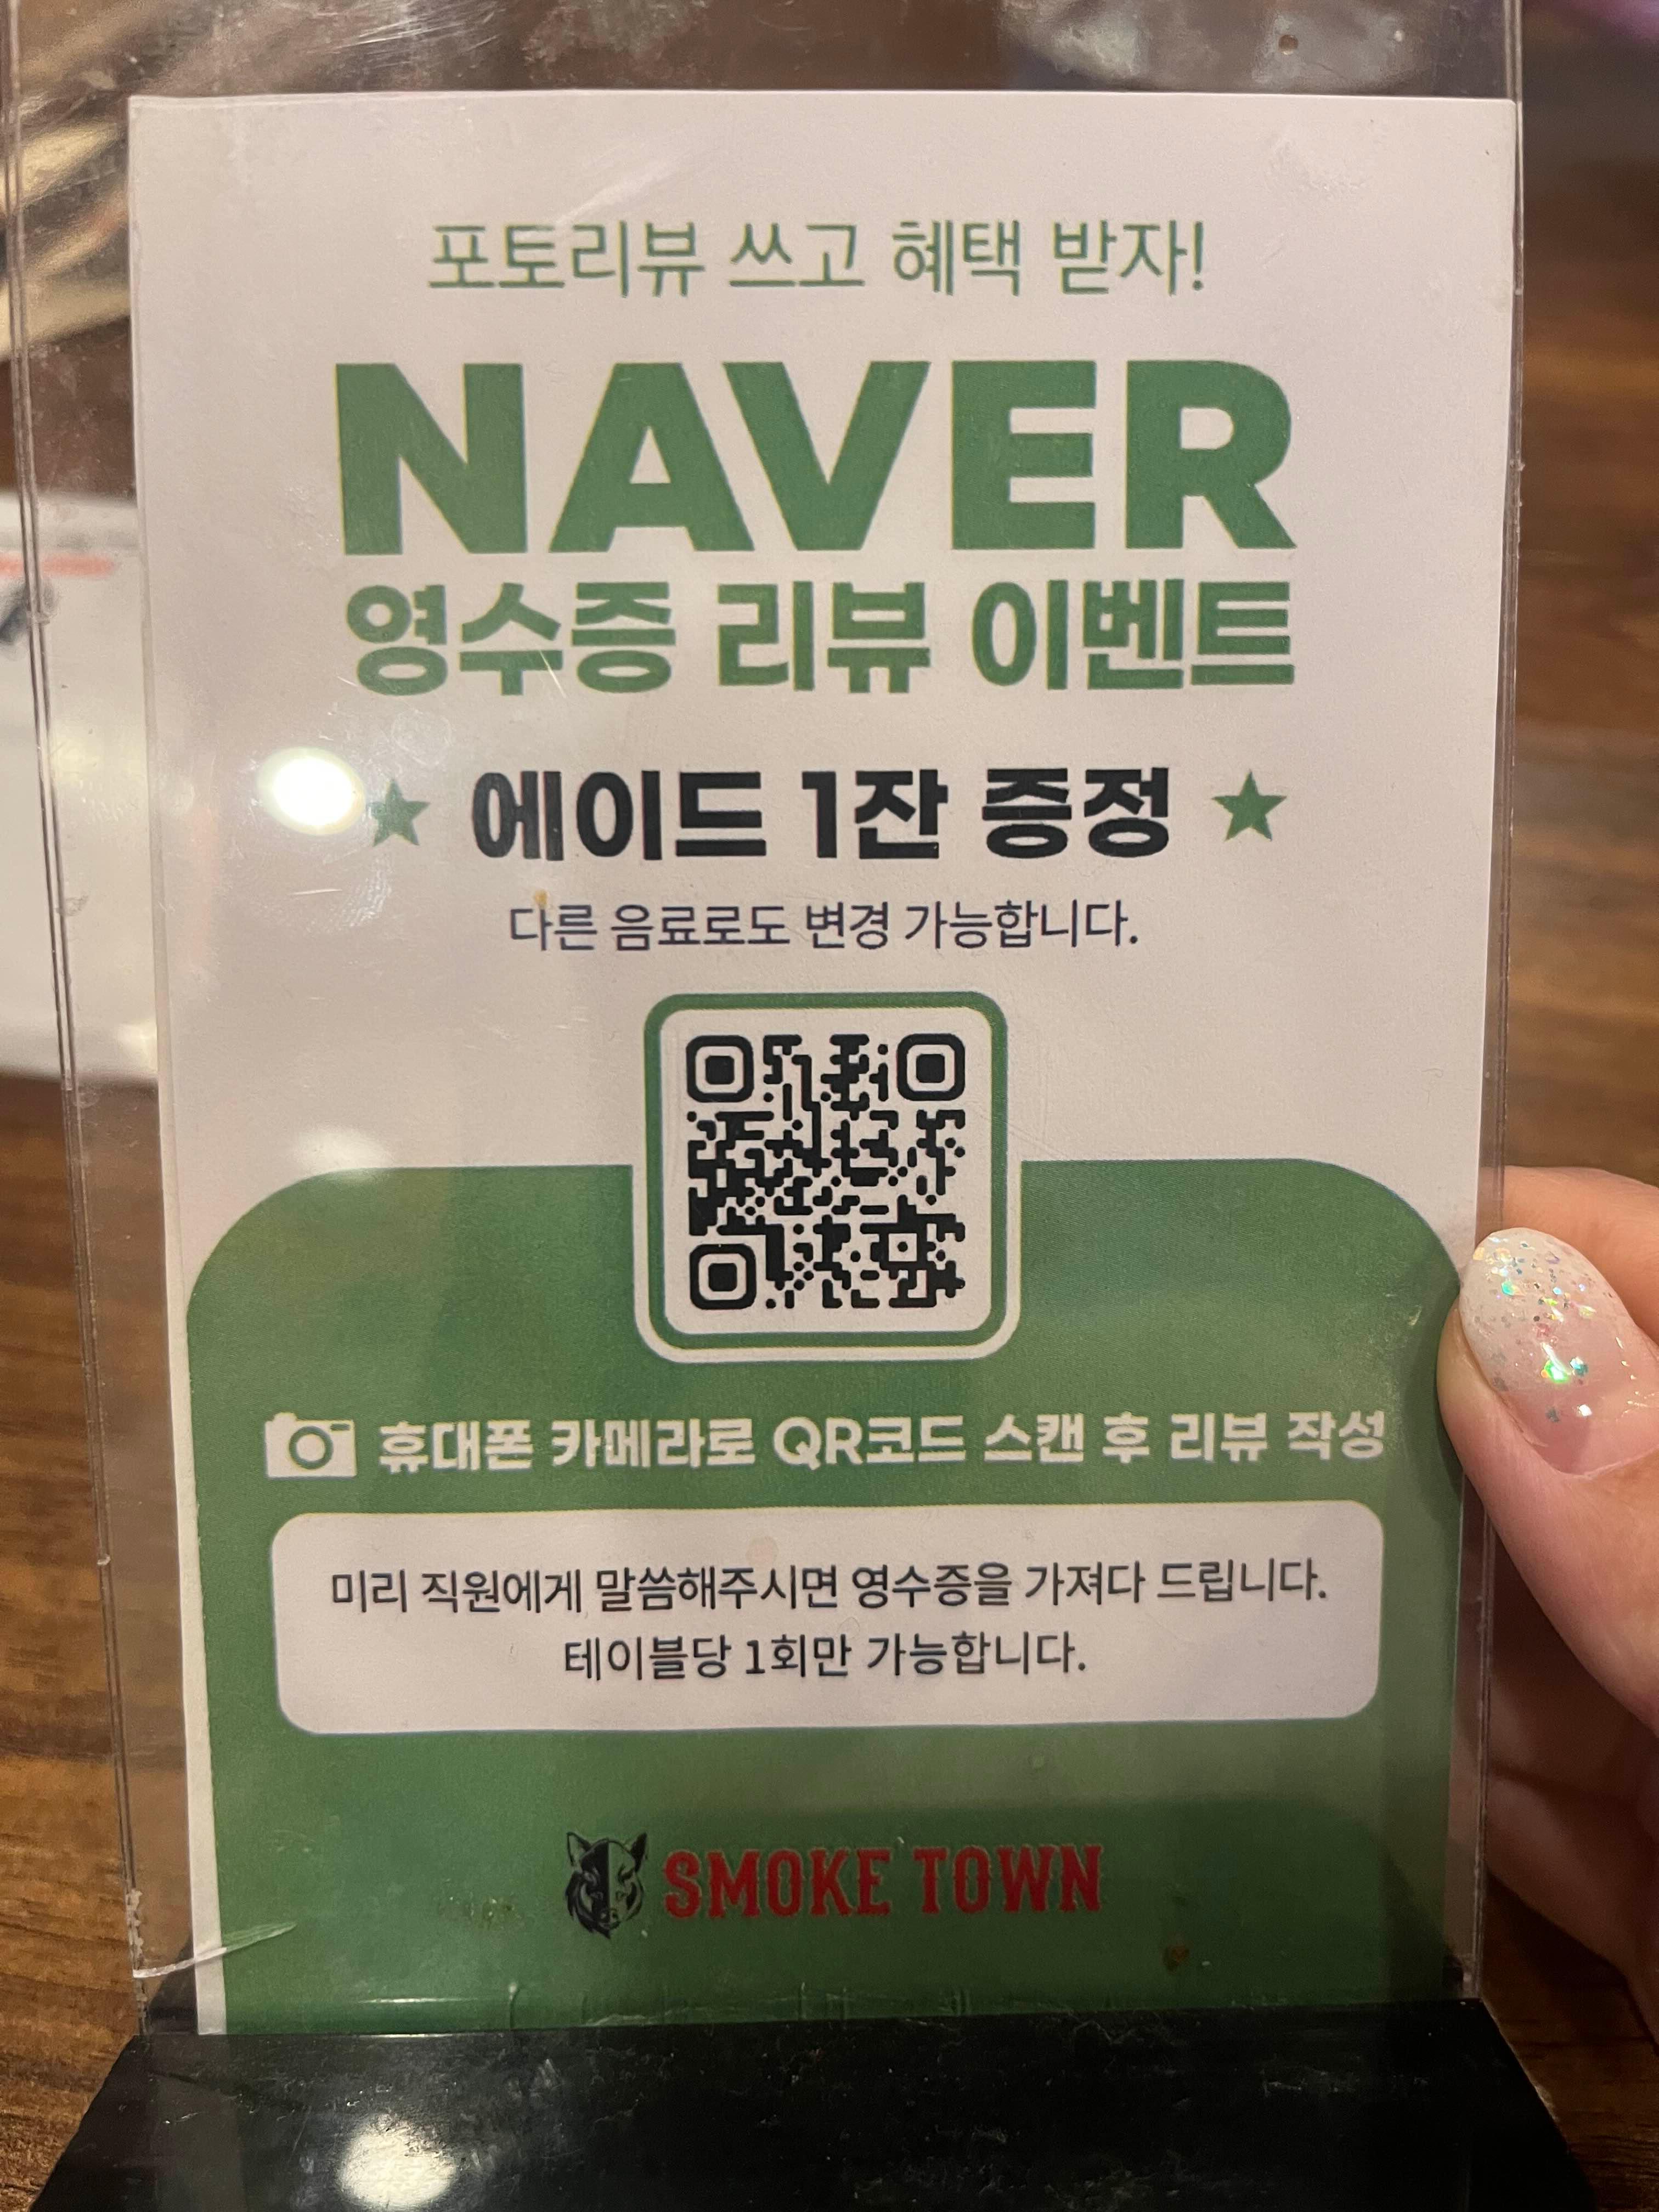 포토리뷰 쓰고 혜택 받자!
NAVER
영수증 리뷰 이벤트
★ 에이드 1잔 증정 ★
다른 음료로도 변경 가능합니다.
휴대폰 카메라로 QR코드 스캔 후 리뷰 작성
미리 직원에게 말씀해주시면 영수증을 가져다 드립니다.
테이블당 1회만 가능합니다.
SMOKE TOWN